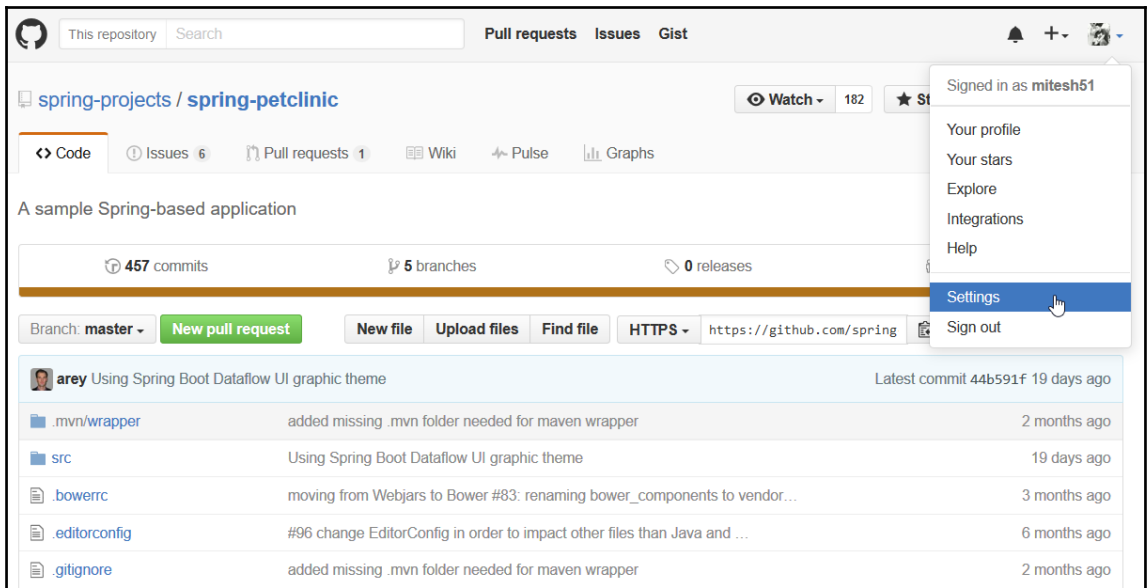 This repository Search Pull requests Issues Gist
Signed in as mitesh51
spring-projects / spring-petclinic Watch 182 St
Your profile
Your stars
Explore
Integrations
Help
Settings
Sign out
Code Issues 6 Pull requests 1 Wiki Pulse Graphs
A sample Spring-based application
457 commits 5 branches 0 releases
Branch: master New pull request New file Upload files Find file HTTPS https://github.com/spring
arey Using Spring Boot Dataflow UI graphic theme Latest commit 44b591f 19 days ago
.mvn/wrapper added missing .mvn folder needed for maven wrapper 2 months ago
src Using Spring Boot Dataflow UI graphic theme 19 days ago
.bowerrc moving from Webjars to Bower #83: renaming bower_components to vendor… 3 months ago
.editorconfig #96 change EditorConfig in order to impact other files than Java and … 6 months ago
.gitignore added missing .mvn folder needed for maven wrapper 2 months ago